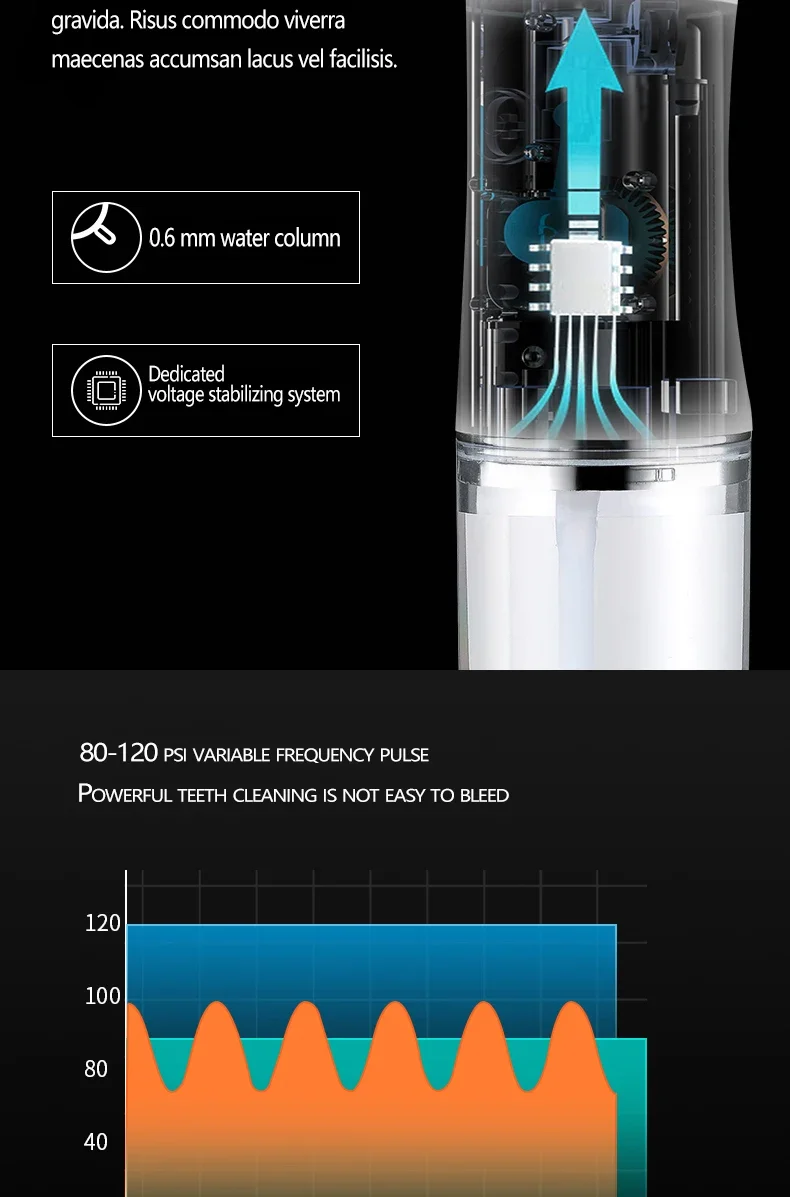 gravida. Risus commodo viverra
maecenas accumsan lacus vel facilisis.
0.6 mm water column
Dedicated
voltage stabilizing system
80-120 PSI VARIABLE FREQUENCY PULSE
POWERFUL TEETH CLEANING IS NOT EASY TO BLEED
120
100
80
40